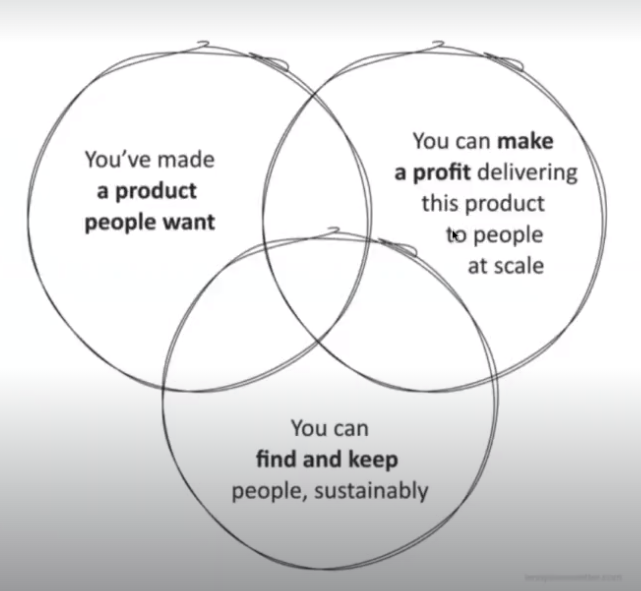 You've made
a product
people want
You can make
a profit delivering
this product
to people
at scale
You can
find and keep
people, sustainably